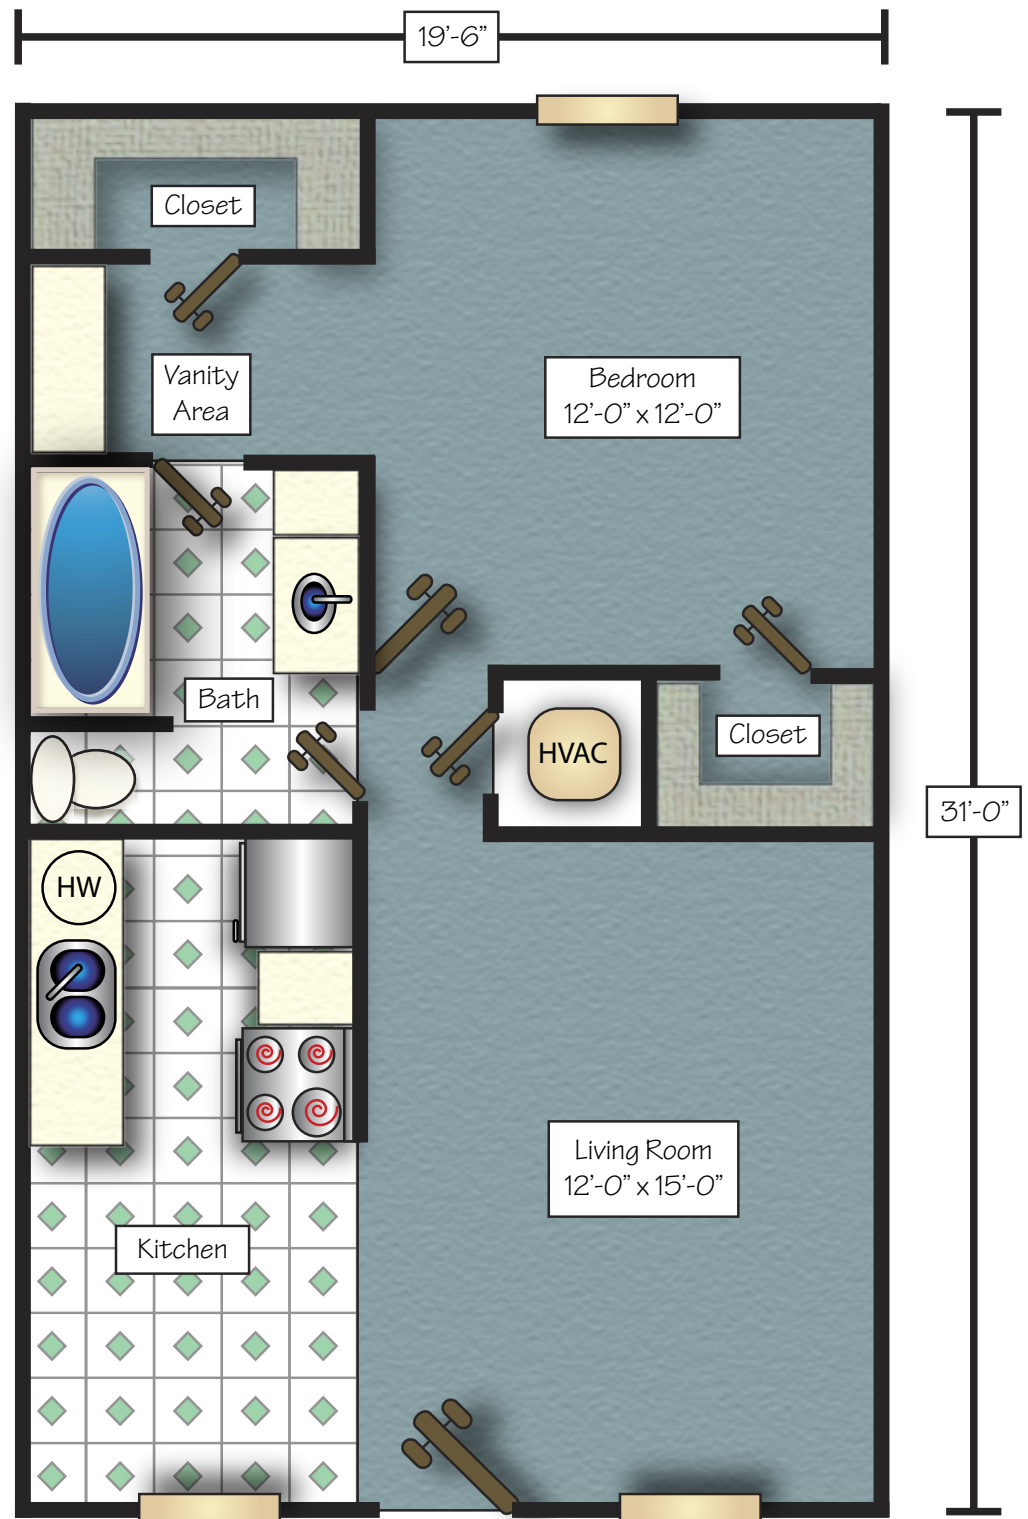 19'-6"
Closet
Vanity
Area
Bedroom
12'-0" x 12'-0"
Bath
Closet
HVAC
31'-0"
HW
Living Room
12'-0" x 15'-0"
Kitchen